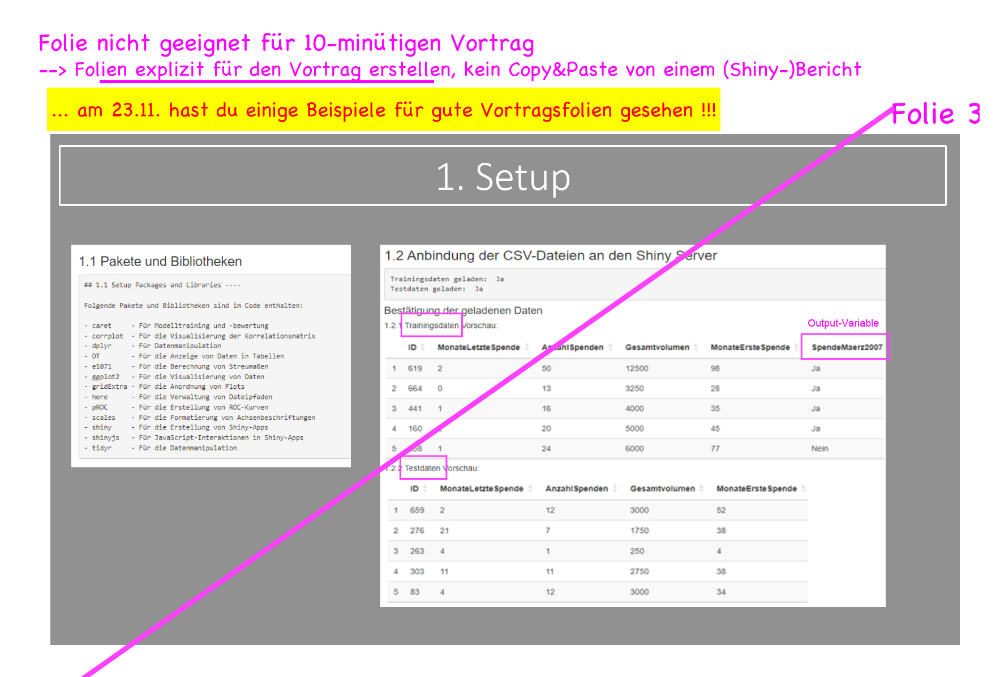 Folie nicht geeignet für 10-minütigen Vortrag
--> Folien explizit für den Vortrag erstellen, kein Copy&Paste von einem (Shiny-)Bericht
... am 23.11. hast du einige Beispiele für gute Vortragsfolien gesehen !!!
Folie 3
1. Setup
1.1 Pakete und Bibliotheken
## 1.1 Setup Packages and Libraries ----
Folgende Pakete und Bibliotheken sind im Code enthalten:
- caret - Für Modelltraining und -bewertung
- corrplot - Für die Visualisierung der Korrelationsmatrix
- dplyr - Für Datenmanipulation
- DT - Für die Anzeige von Daten in Tabellen
- e1071 - Für die Berechnung von Streumaßen
- ggplot2 - Für die Visualisierung von Daten
- gridExtra - Für die Anordnung von Plots
- here - Für die Verwaltung von Dateipfaden
- pROC - Für die Erstellung von ROC-Kurven
- scales - Für die Formatierung von Achsenbeschriftungen
- shiny - Für die Erstellung von Shiny-Apps
- shinyjs - Für JavaScript-Interaktionen in Shiny-Apps
- tidyr - Für die Datenmanipulation
1.2 Anbindung der CSV-Dateien an den Shiny Server
Trainingsdaten geladen: Ja
Testdaten geladen: Ja
Bestätigung der geladenen Daten
1.2.1 Trainingsdaten Vorschau:
Output-Variable
ID MonateLetzteSpende AnzahlSpenden Gesamtvolumen MonateErsteSpende SpendeMaerz2007
1 619 2 50 12500 98 Ja
2 664 0 13 3250 28 Ja
3 441 1 16 4000 35 Ja
4 160 20 5000 45 Ja
5 1 24 6000 77 Nein
1.2.2 Testdaten Vorschau:
ID MonateLetzteSpende AnzahlSpenden Gesamtvolumen MonateErsteSpende
1 659 2 12 3000 52
2 276 21 7 1750 38
3 263 4 1 250 4
4 303 11 11 2750 38
5 83 4 12 3000 34